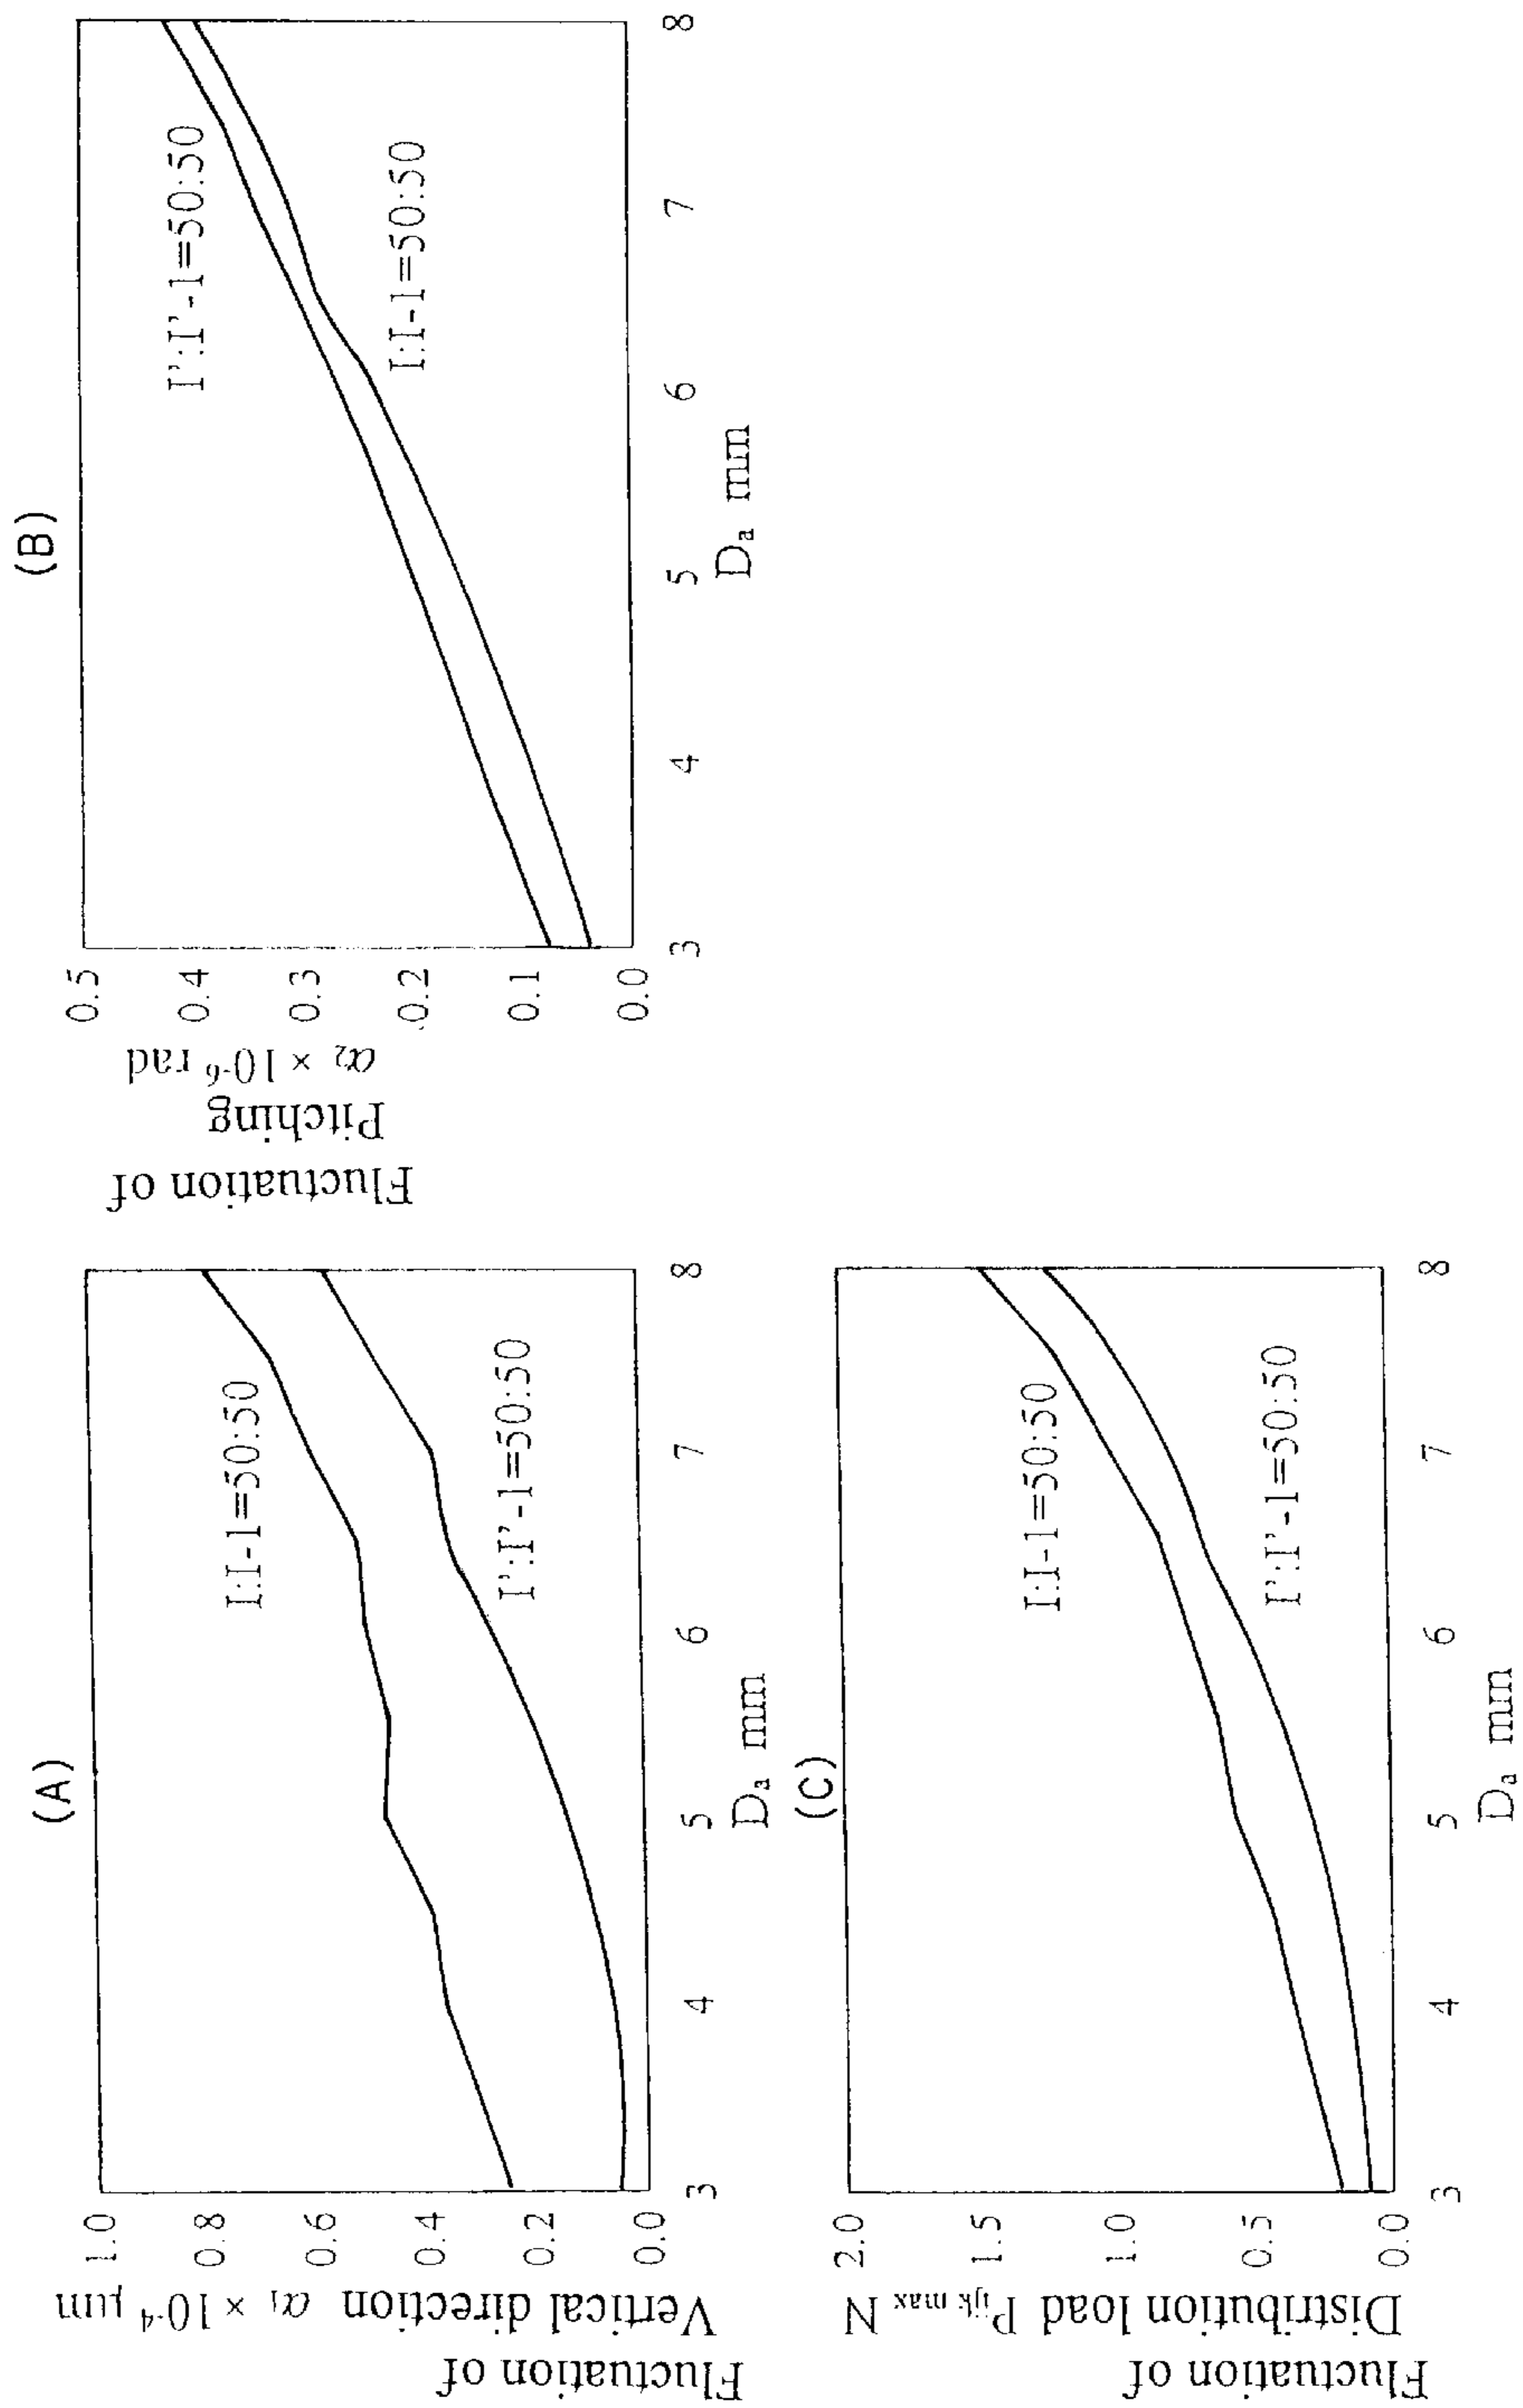 (A)
Fluctuation of
Vertical direction α₁ × 10⁻⁴ μm
1.0
0.8
0.6
0.4
0.2
0.0
I:I-1=50:50
I':I'-1=50:50
3 4 5 6 7 8
Dₐ mm
(B)
Fluctuation of
Pitching
α₂ × 10⁻⁶ rad
0.5
0.4
0.3
0.2
0.1
0.0
I':I'-1=50:50
I:I-1=50:50
3 4 5 6 7 8
Dₐ mm
(C)
Fluctuation of
Distribution load Pijk max N
2.0
1.5
1.0
0.5
0.0
I:I-1=50:50
I':I'-1=50:50
3 4 5 6 7 8
Dₐ mm